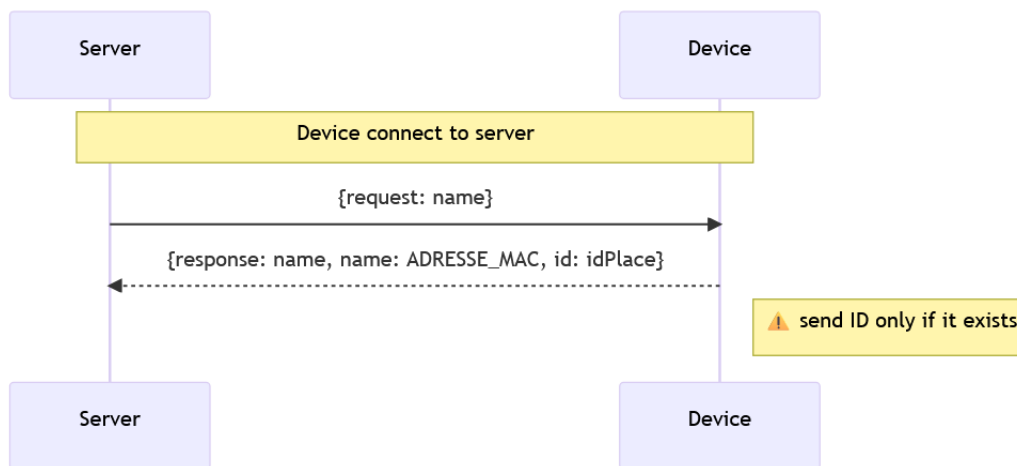 Server
Device
Device connect to server
{request: name}
{response: name, name: ADRESSE_MAC, id: idPlace}
⚠ send ID only if it exists
Server
Device